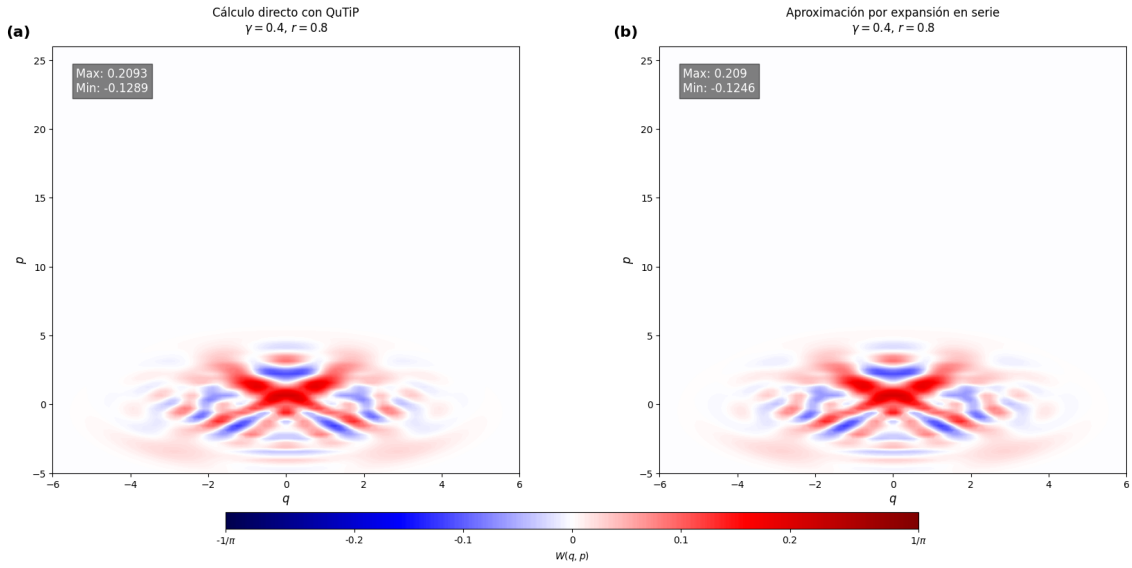 (a)
Cálculo directo con QuTiP
γ = 0.4, r = 0.8
Max: 0.2093
Min: -0.1289
25
20
15
10
5
0
−5
p
−6
−4
−2
0
2
4
6
q
(b)
Aproximación por expansión en serie
γ = 0.4, r = 0.8
Max: 0.209
Min: -0.1246
25
20
15
10
5
0
−5
p
−6
−4
−2
0
2
4
6
q
-1/π
-0.2
-0.1
0
0.1
0.2
1/π
W(q, p)